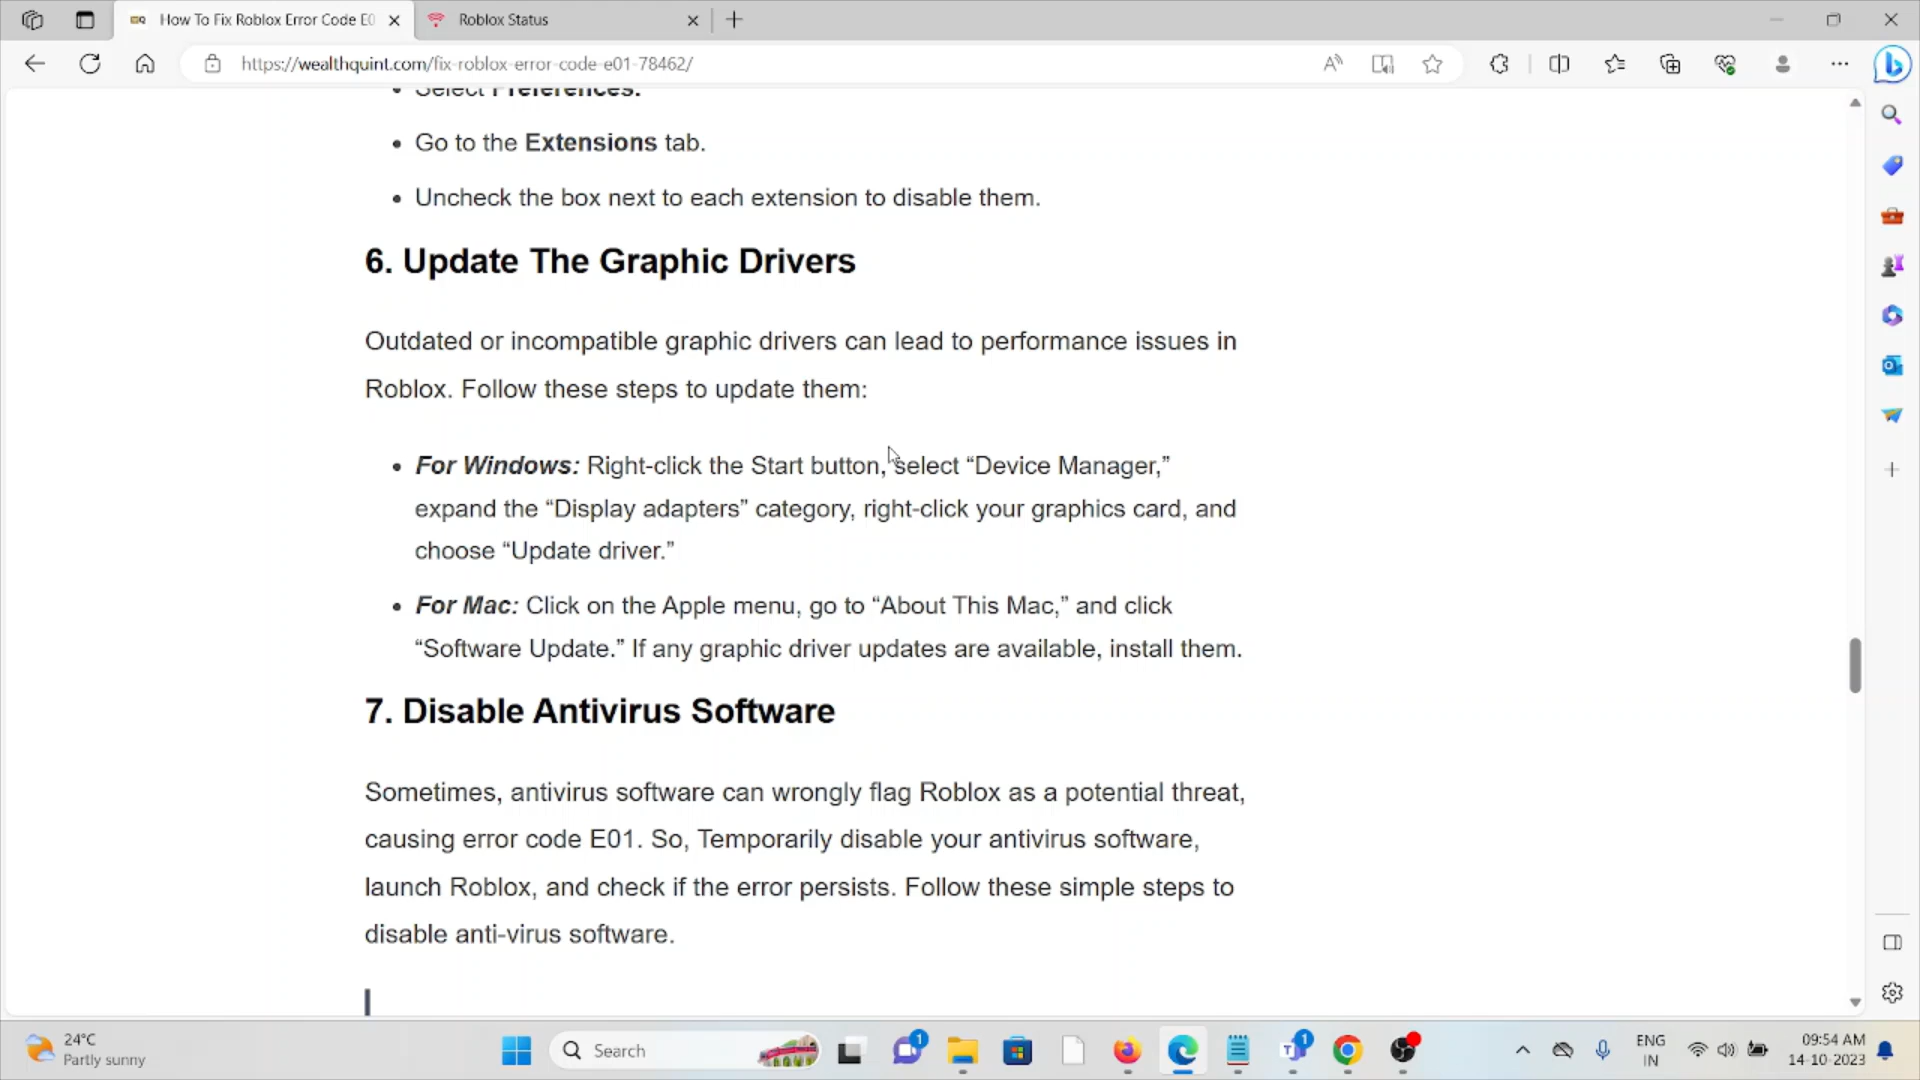 How To Fix Roblox Error Code E0
Roblox Status
https://wealthquint.com/fix-roblox-error-code-e01-78462/
Select Preferences.
Go to the Extensions tab.
Uncheck the box next to each extension to disable them.
6. Update The Graphic Drivers
Outdated or incompatible graphic drivers can lead to performance issues in
Roblox. Follow these steps to update them:
For Windows: Right-click the Start button, select “Device Manager,”
expand the “Display adapters” category, right-click your graphics card, and
choose “Update driver.”
For Mac: Click on the Apple menu, go to “About This Mac,” and click
“Software Update.” If any graphic driver updates are available, install them.
7. Disable Antivirus Software
Sometimes, antivirus software can wrongly flag Roblox as a potential threat,
causing error code E01. So, Temporarily disable your antivirus software,
launch Roblox, and check if the error persists. Follow these simple steps to
disable anti-virus software.
24°C
Partly sunny
Search
1
1
ENG
IN
09:54 AM
14-10-2023